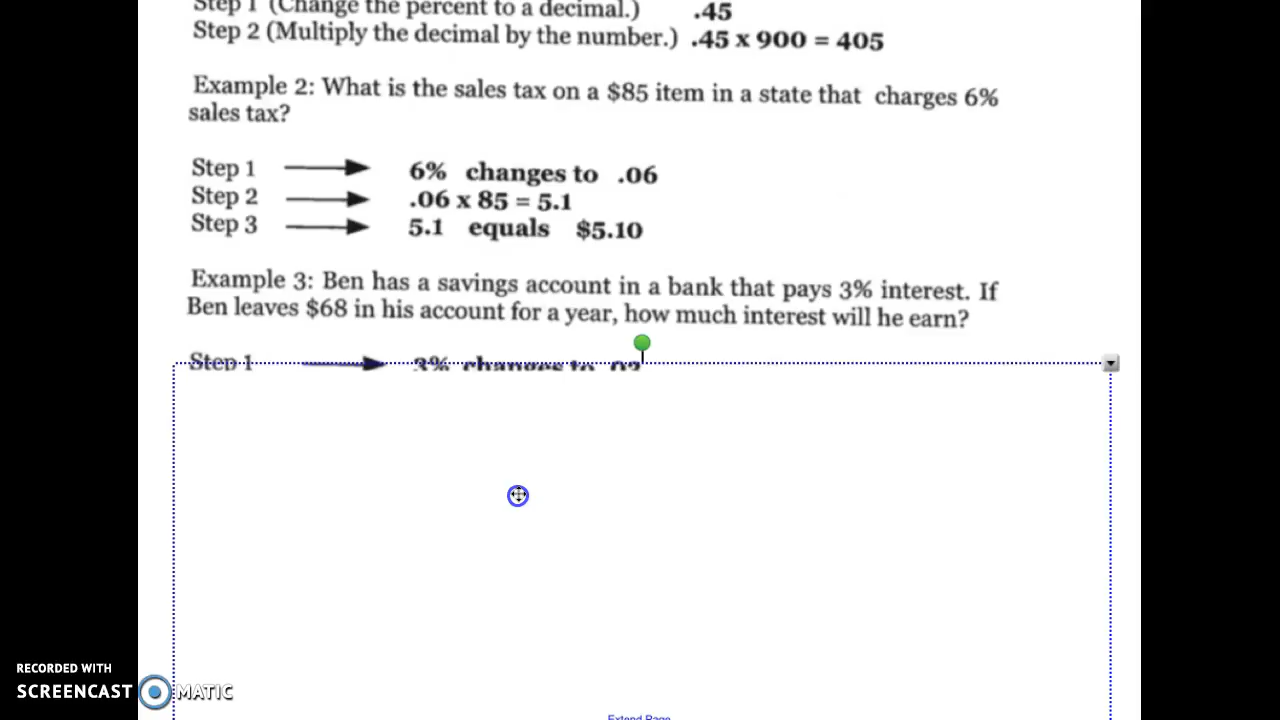 Step 1 (Change the percent to a decimal.) .45
Step 2 (Multiply the decimal by the number.) .45 x 900 = 405
Example 2: What is the sales tax on a $85 item in a state that charges 6%
sales tax?
Step 1 6% changes to .06
Step 2 .06 x 85 = 5.1
Step 3 5.1 equals $5.10
Example 3: Ben has a savings account in a bank that pays 3% interest. If
Ben leaves $68 in his account for a year, how much interest will he earn?
Step 1 3% changes to .03
RECORDED WITH
SCREENCAST MATIC
Extend Page